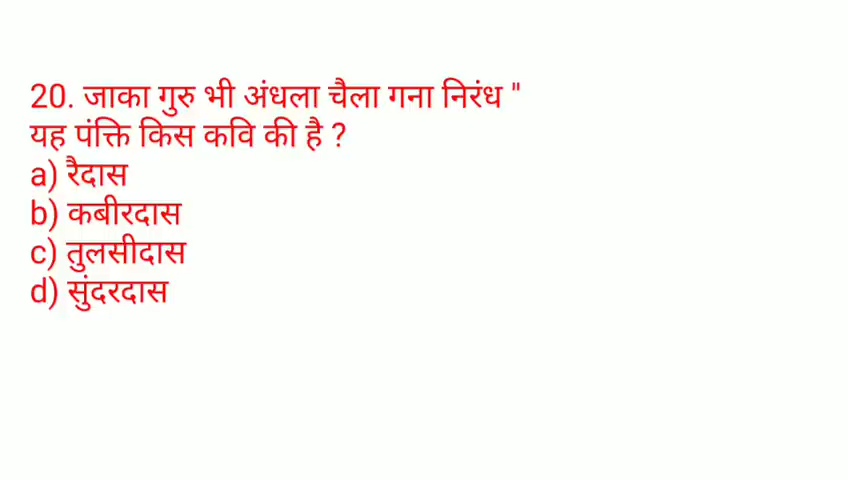 20. जाका गुरु भी अंधला चैला गना निरंध "
यह पंक्ति किस कवि की है ?
a) रैदास
b) कबीरदास
c) तुलसीदास
d) सुंदरदास